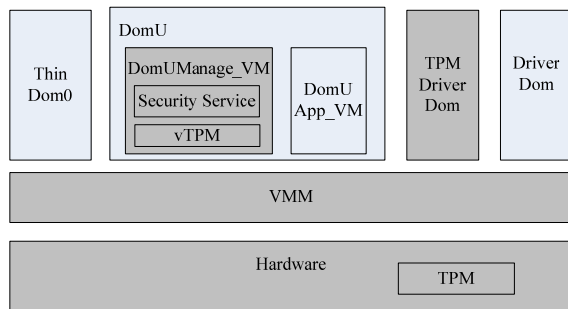 Thin
Dom0
DomU
DomUManage_VM
Security Service
vTPM
DomU
App_VM
TPM
Driver
Dom
Driver
Dom
VMM
Hardware
TPM